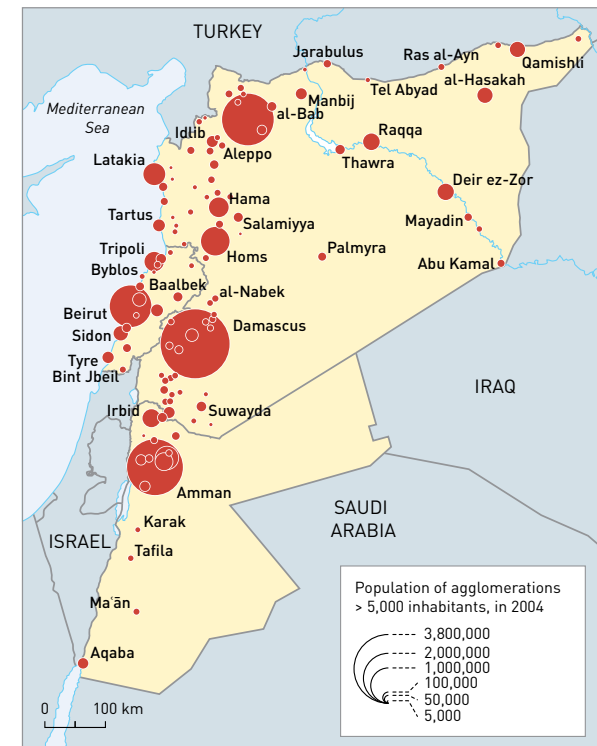 TURKEY
Jarabulus
Ras al-Ayn
Qamishli
Tel Abyad
al-Hasakah
Mediterranean
Sea
Manbij
al-Bab
Idlib
Aleppo
Raqqa
Thawra
Latakia
Deir ez-Zor
Hama
Tartus
Salamiyya
Mayadin
Tripoli
Homs
Palmyra
Byblos
Abu Kamal
Baalbek
al-Nabek
Beirut
Damascus
Sidon
Tyre
Bint Jbeil
IRAQ
Irbid
Suwayda
Amman
SAUDI
ARABIA
Karak
ISRAEL
Tafila
Maʿān
Aqaba
Population of agglomerations
> 5,000 inhabitants, in 2004
3,800,000
2,000,000
1,000,000
100,000
50,000
5,000
0 100 km